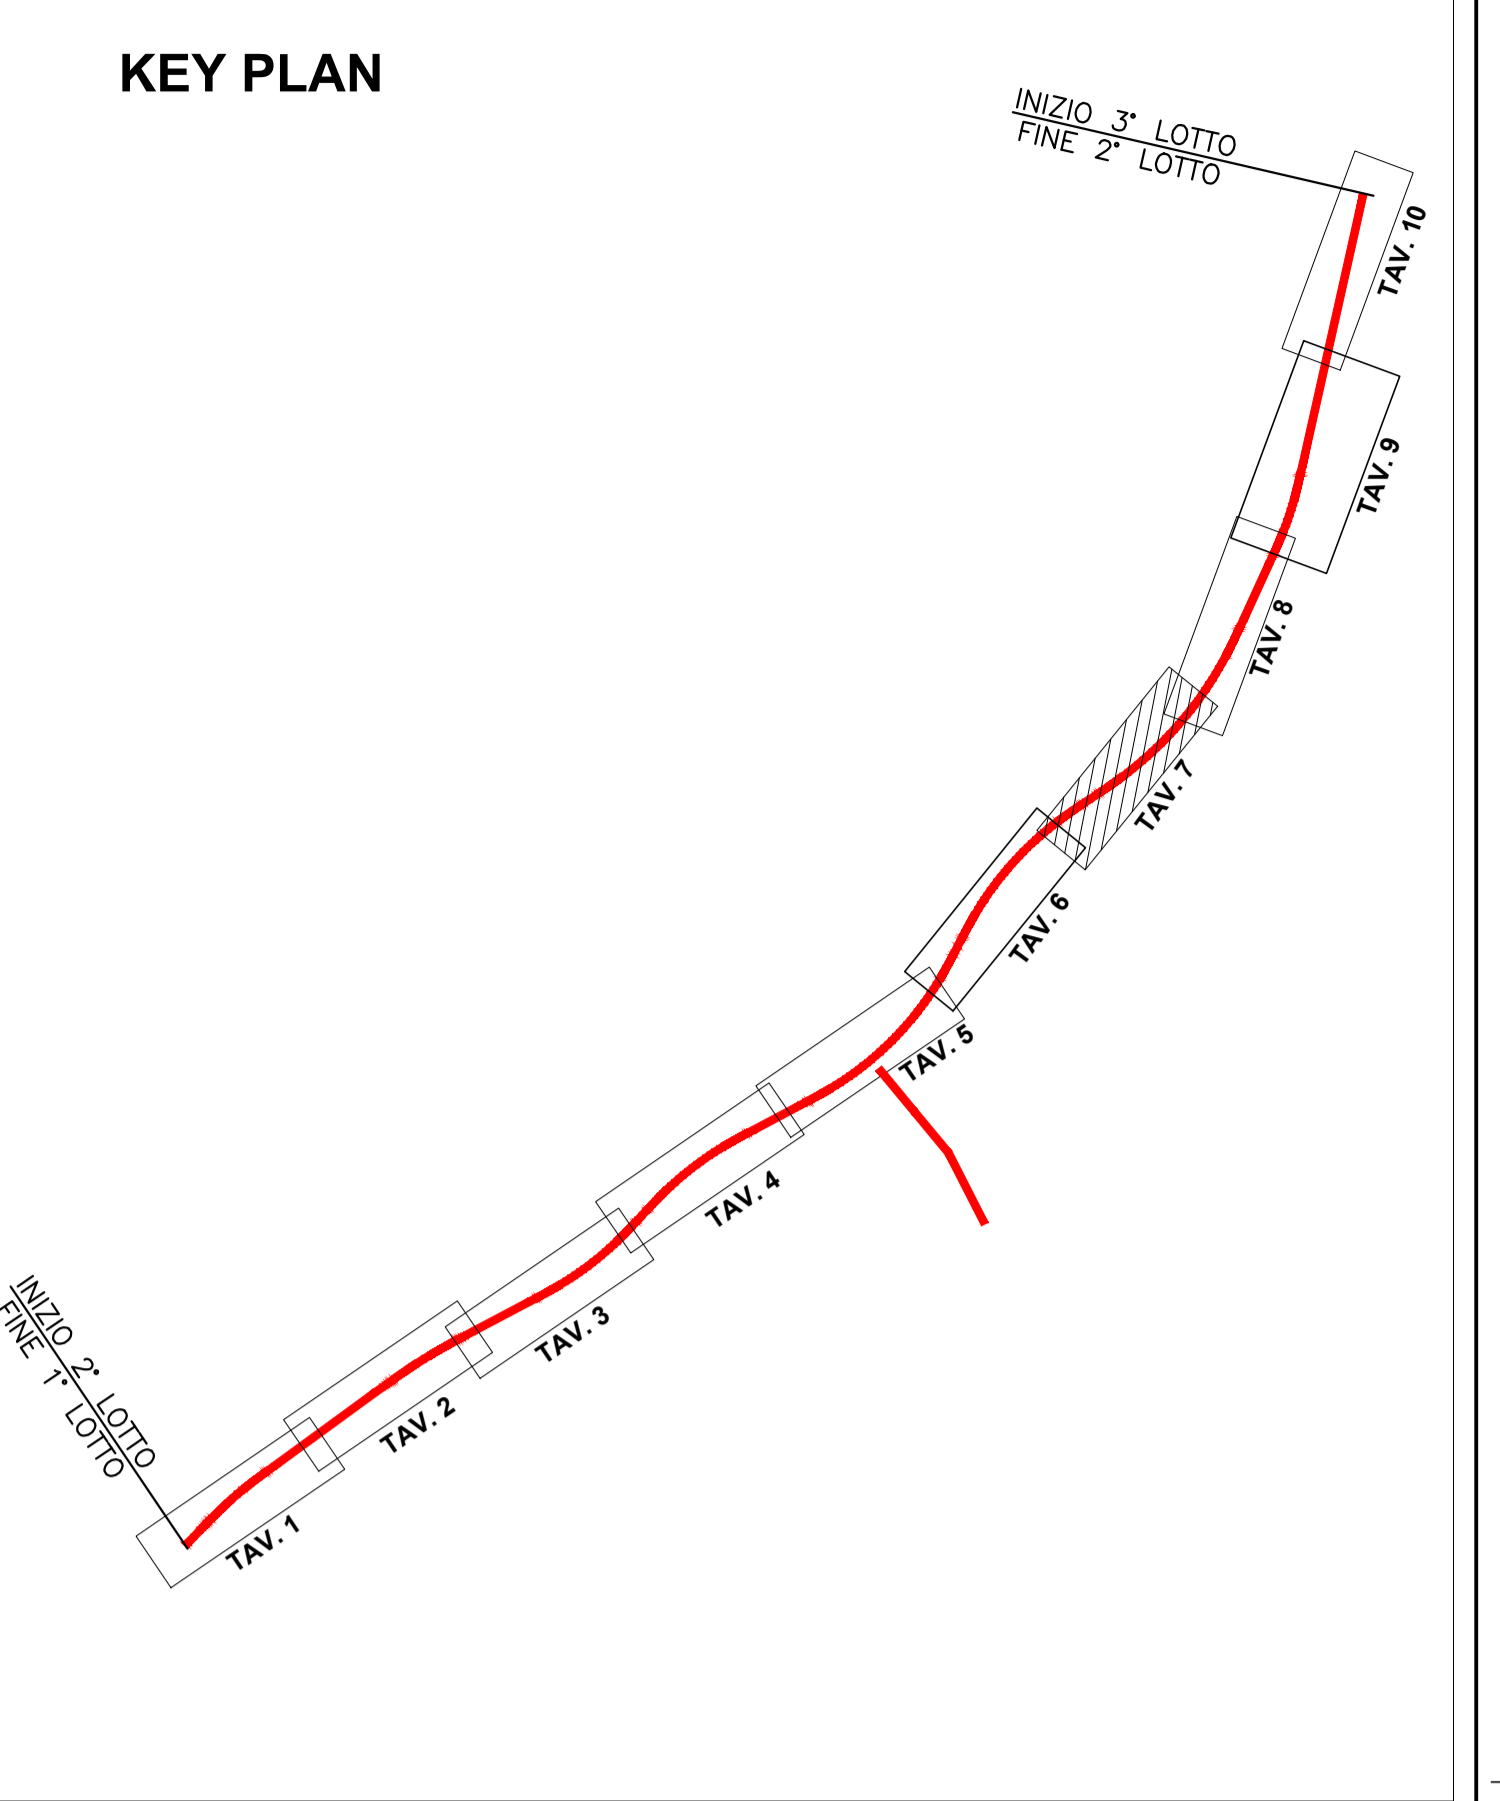 KEY PLAN
INIZIO 3° LOTTO
FINE 2° LOTTO
TAV. 10
TAV. 9
TAV. 8
TAV. 7
TAV. 6
TAV. 5
TAV. 4
TAV. 3
TAV. 2
TAV. 1
INIZIO 2° LOTTO
FINE 1° LOTTO